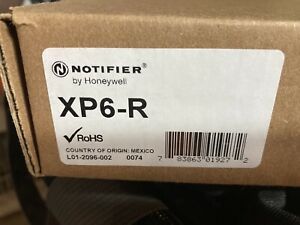 NOTIFIER®
by Honeywell
XP6-R
RoHS
COUNTRY OF ORIGIN: MEXICO
L01-2096-002 0074
7 83863 01927 2